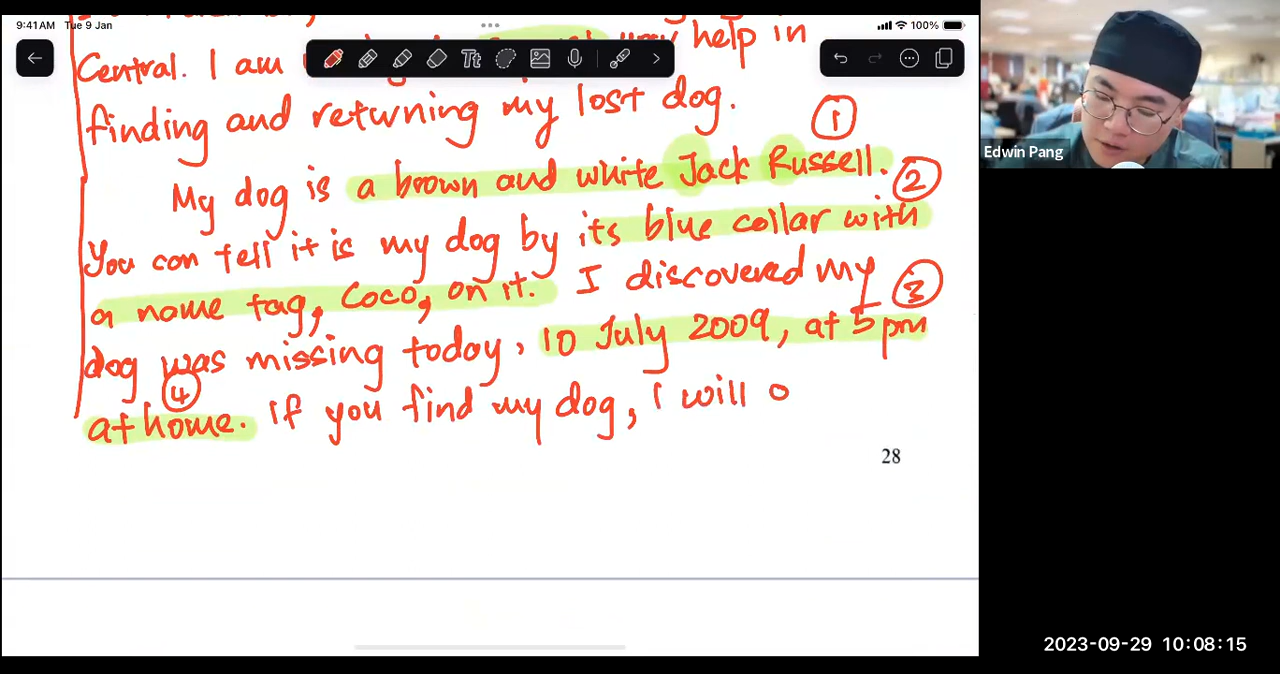 9:41AM Tue 9 Jan
100%
help in
Central. I am
finding and returning my lost dog.
①
My dog is a brown and white Jack Russell.
②
You can tell it is my dog by its blue collar with
a name tag, Coco, on it. I discovered my
③
dog was missing today, 10 July 2009, at 5 pm
④
at home. If you find my dog, I will o
28
Edwin Pang
2023-09-29 10:08:15